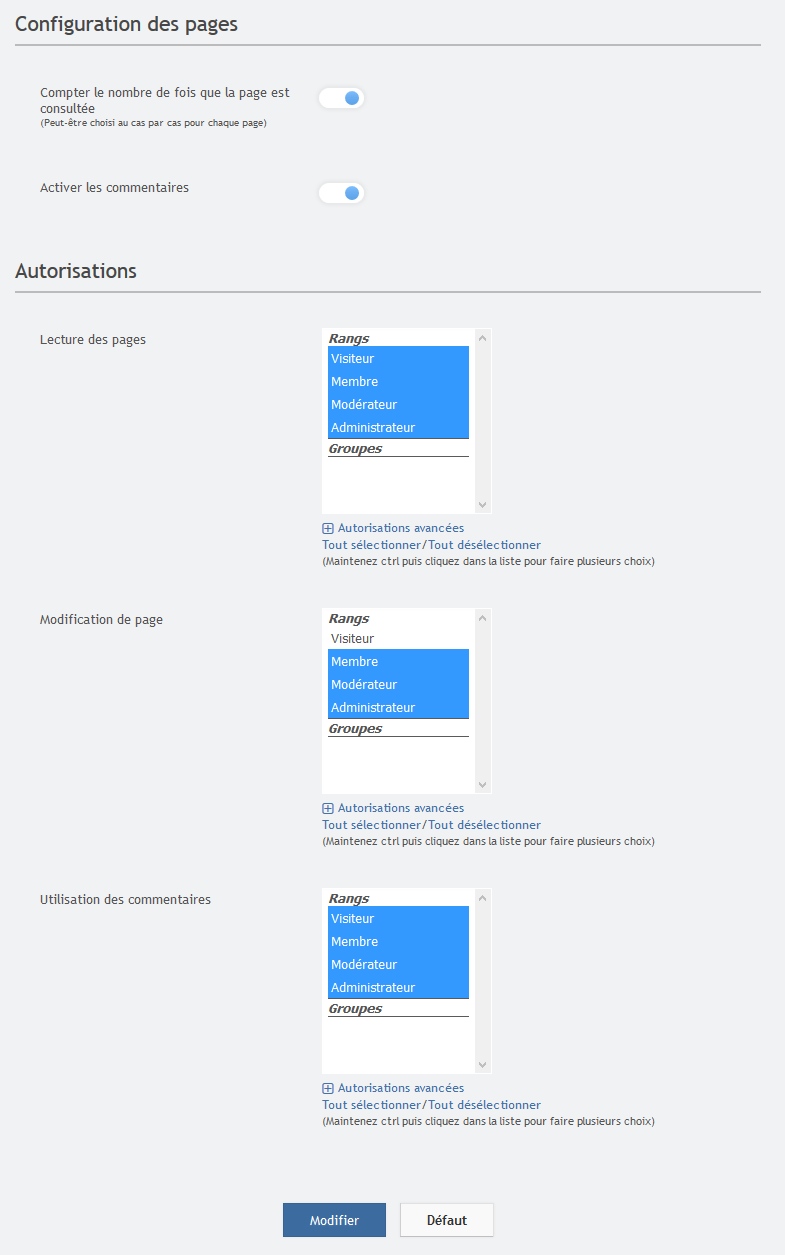 Configuration des pages
Compter le nombre de fois que la page est
consultée
(Peut-être choisi au cas par cas pour chaque page)
Activer les commentaires
Autorisations
Lecture des pages
Rangs
Visiteur
Membre
Modérateur
Administrateur
Groupes
Autorisations avancées
Tout sélectionner/Tout désélectionner
(Maintenez ctrl puis cliquez dans la liste pour faire plusieurs choix)
Modification de page
Rangs
Visiteur
Membre
Modérateur
Administrateur
Groupes
Autorisations avancées
Tout sélectionner/Tout désélectionner
(Maintenez ctrl puis cliquez dans la liste pour faire plusieurs choix)
Utilisation des commentaires
Rangs
Visiteur
Membre
Modérateur
Administrateur
Groupes
Autorisations avancées
Tout sélectionner/Tout désélectionner
(Maintenez ctrl puis cliquez dans la liste pour faire plusieurs choix)
Modifier Défaut